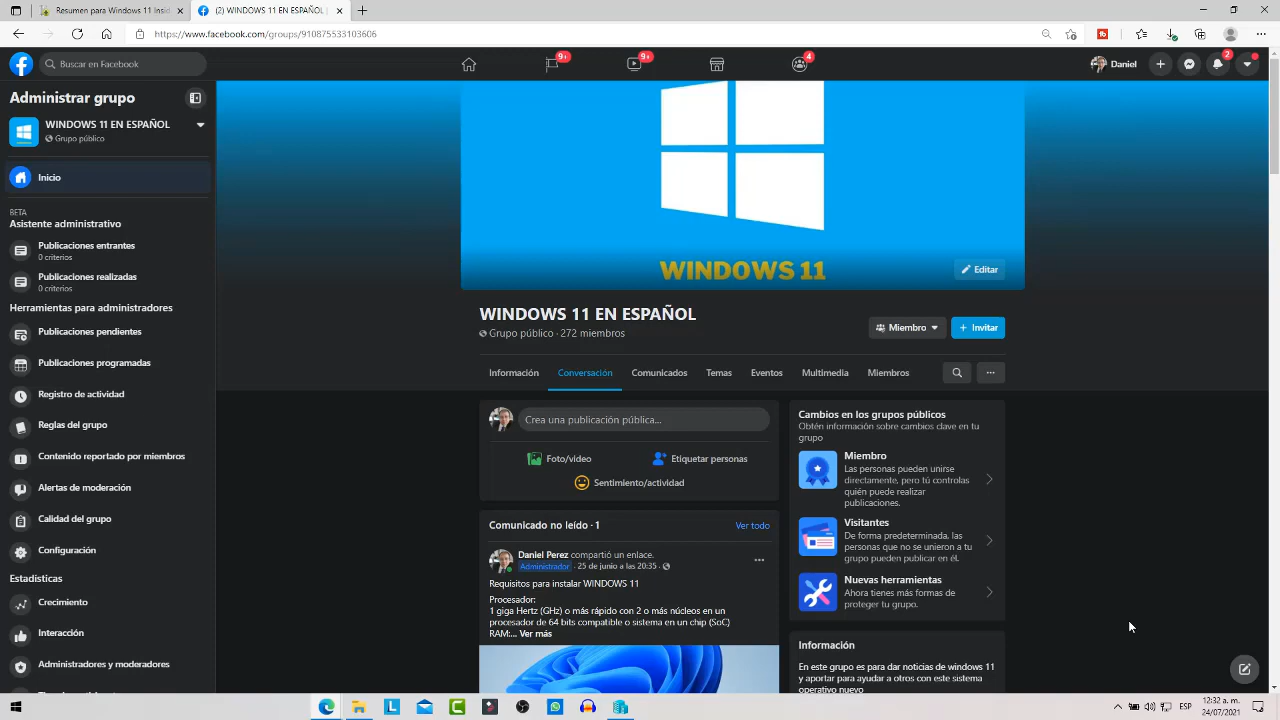 Resumen para Windows 11 Inside
(2) WINDOWS 11 EN ESPAÑOL |
https://www.facebook.com/groups/910875533103606
Buscar en Facebook
9+
9+
4
Daniel
2
Administrar grupo
WINDOWS 11 EN ESPAÑOL
Grupo público
Inicio
BETA
Asistente administrativo
Publicaciones entrantes
0 criterios
Publicaciones realizadas
0 criterios
Herramientas para administradores
Publicaciones pendientes
Publicaciones programadas
Registro de actividad
Reglas del grupo
Contenido reportado por miembros
Alertas de moderación
Calidad del grupo
Configuración
Estadísticas
Crecimiento
Interacción
Administradores y moderadores
WINDOWS 11
Editar
WINDOWS 11 EN ESPAÑOL
Grupo público · 272 miembros
Miembro
+ Invitar
Información Conversación Comunicados Temas Eventos Multimedia Miembros
Crea una publicación pública...
Foto/video
Etiquetar personas
Sentimiento/actividad
Comunicado no leído · 1
Ver todo
Daniel Perez compartió un enlace.
Administrador · 25 de junio a las 20:35 ·
Requisitos para instalar WINDOWS 11
Procesador:
1 giga Hertz (GHz) o más rápido con 2 o más núcleos en un
procesador de 64 bits compatible o sistema en un chip (SoC)
RAM:... Ver más
Cambios en los grupos públicos
Obtén información sobre cambios clave en tu
grupo
Miembro
Las personas pueden unirse
directamente, pero tú controlas
quién puede realizar
publicaciones.
Visitantes
De forma predeterminada, las
personas que no se unieron a tu
grupo pueden publicar en él.
Nuevas herramientas
Ahora tienes más formas de
proteger tu grupo.
Información
En este grupo es para dar noticias de windows 11
y aportar para ayudar a otros con este sistema
operativo nuevo
ESP
12:32 a. m.
24/07/2021